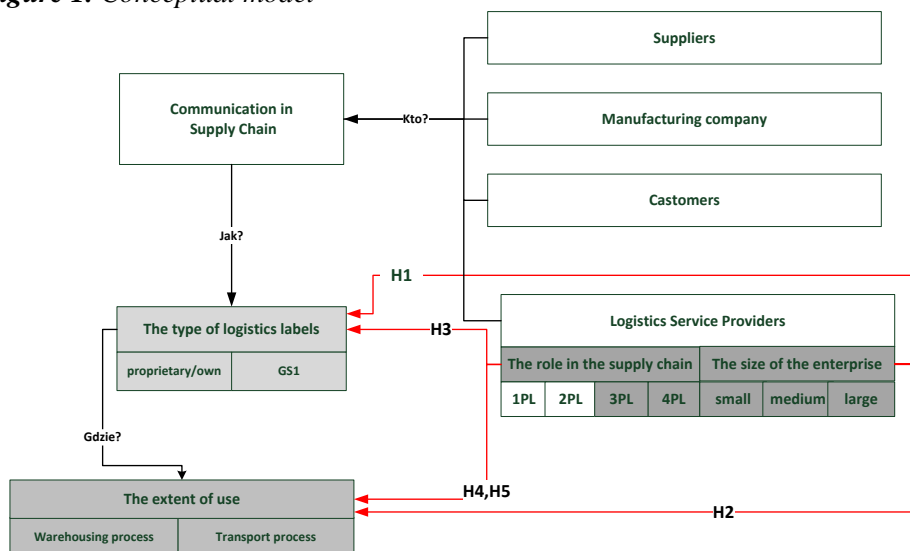 Figure 1. Conceptual model
Suppliers
Communication in
Supply Chain
Kto?
Manufacturing company
Castomers
Jak?
H1
The type of logistics labels
H3
Logistics Service Providers
proprietary/own
GS1
The role in the supply chain
The size of the enterprise
1PL
2PL
3PL
4PL
small
medium
large
Gdzie?
The extent of use
H4,H5
H2
Warehousing process
Transport process